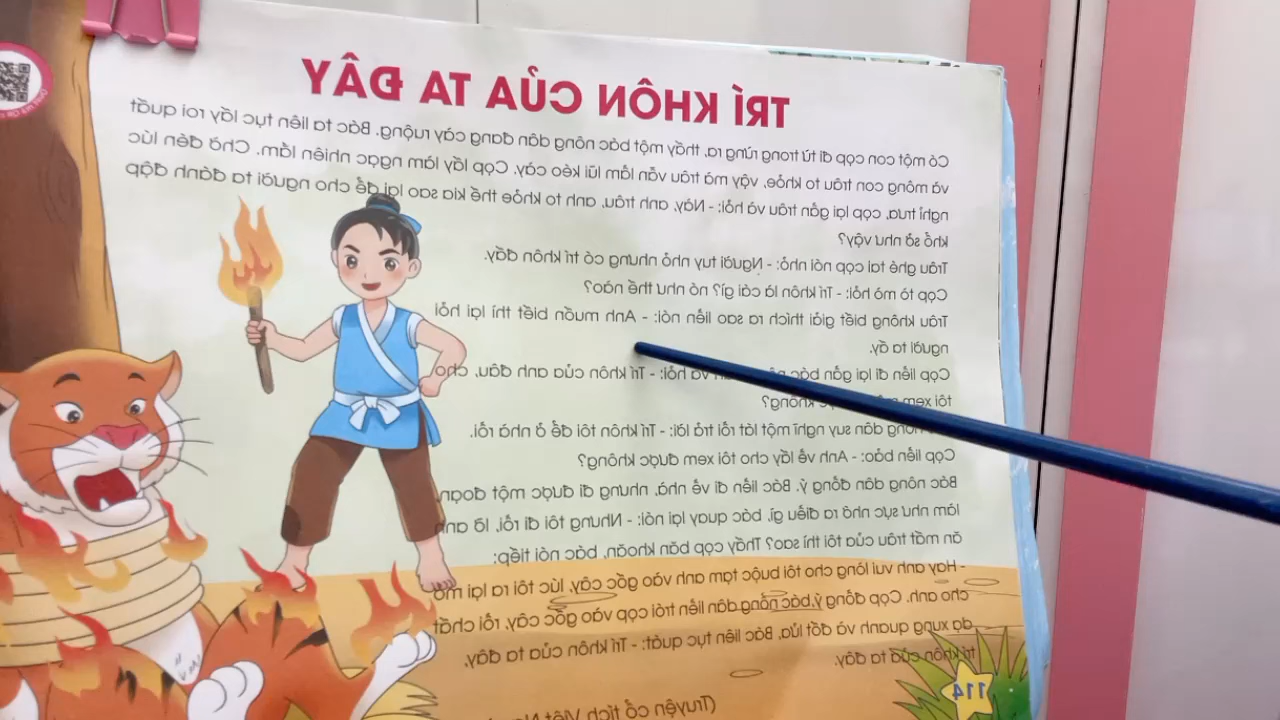 TRÍ KHÔN CỦA TA ĐÂY
Có một con cọp đi từ trong rừng ra, thấy một bác nông dân đang cày ruộng. Bác ta liên tục lấy roi quất
vá mông con trâu to khỏe, vậy mà trâu vẫn lầm lũi kéo cày. Cọp lấy làm ngạc nhiên lắm. Chờ đến lúc
nghỉ trưa, cọp lại gần trâu và hỏi: - Này, anh trâu, anh to khỏe thế kia sao lại để cho người ta đánh đập
khổ sở như vậy?
Trâu ghé tai cọp nói nhỏ: - Người tuy nhỏ nhưng có trí khôn đấy.
Cọp tò mò hỏi: - Trí khôn là cái gì? nó như thế nào?
Trâu không biết giải thích ra sao liền nói: - Anh muốn biết thì lại hỏi
người ta ấy.
Cọp liền đi lại gần bác và hỏi: - Trí khôn của anh đâu, cho
tôi xem không?
nông dân suy nghĩ một lát rồi trả lời: - Trí khôn tôi để ở nhà rồi.
Cọp liền bảo: - Anh về lấy cho tôi xem được không?
Bác nông dân đồng ý. Bác liền đi về nhà, nhưng đi được một đoạn,
làm như sực nhớ ra điều gì, bác quay lại nói: - Nhưng tôi đi rồi, lỡ anh
ăn mất trâu của tôi thì sao? Thấy cọp băn khoăn, bác nói tiếp:
- Hay anh vui lòng cho tôi buộc tạm anh vào gốc cây, lúc tôi ra lại mở
cho anh. Cọp đồng ý, bác nông dân liền trói cọp vào gốc cây, rồi chất
dạ xung quanh và đốt lửa, Bác liên tục quát: - Trí khôn của ta đây,
trí khôn của ta đây.
(Truyện cổ tích Việt
114